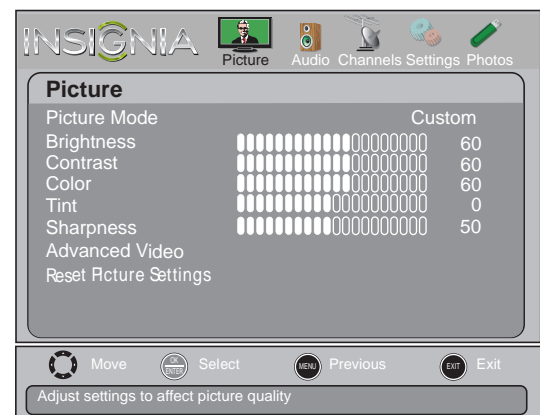 INSIGNIA
Picture Audio Channels Settings Photos
Picture
Picture Mode Custom
Brightness 60
Contrast 60
Color 60
Tint 0
Sharpness 50
Advanced Video
Reset Picture Settings
Move OK ENTER Select MENU Previous EXIT Exit
Adjust settings to affect picture quality